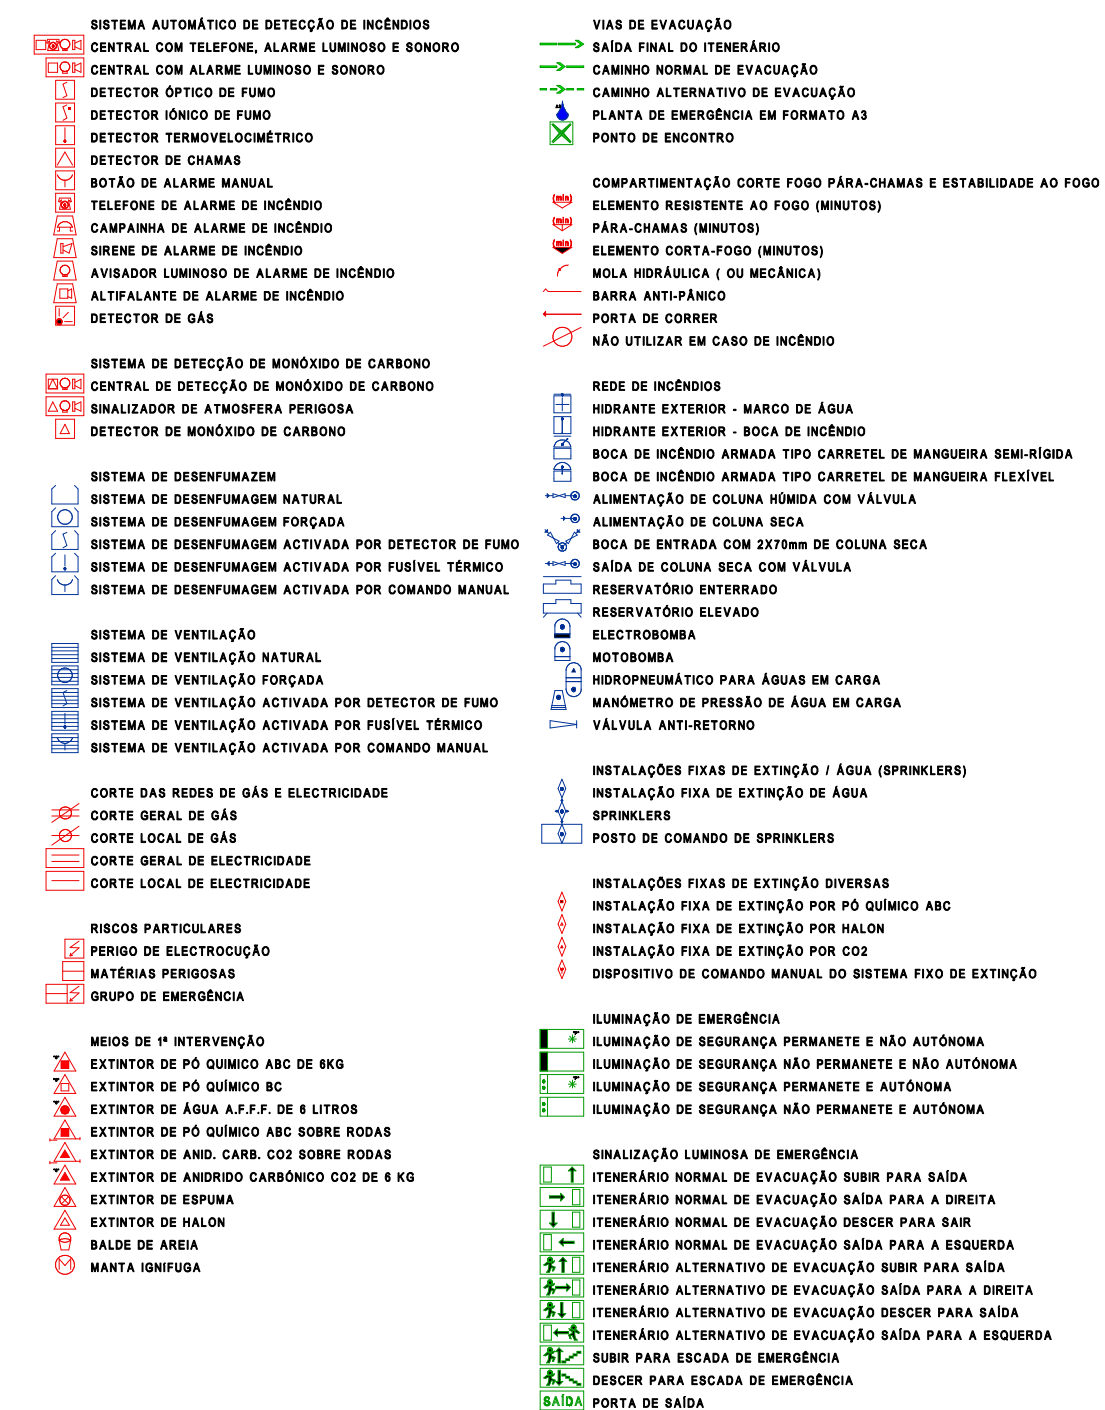 SISTEMA AUTOMÁTICO DE DETECÇÃO DE INCÊNDIOS
CENTRAL COM TELEFONE, ALARME LUMINOSO E SONORO
CENTRAL COM ALARME LUMINOSO E SONORO
DETECTOR ÓPTICO DE FUMO
DETECTOR IÓNICO DE FUMO
DETECTOR TERMOVELOCIMÉTRICO
DETECTOR DE CHAMAS
BOTÃO DE ALARME MANUAL
TELEFONE DE ALARME DE INCÊNDIO
CAMPAINHA DE ALARME DE INCÊNDIO
SIRENE DE ALARME DE INCÊNDIO
AVISADOR LUMINOSO DE ALARME DE INCÊNDIO
ALTIFALANTE DE ALARME DE INCÊNDIO
DETECTOR DE GÁS
SISTEMA DE DETECÇÃO DE MONÓXIDO DE CARBONO
CENTRAL DE DETECÇÃO DE MONÓXIDO DE CARBONO
SINALIZADOR DE ATMOSFERA PERIGOSA
DETECTOR DE MONÓXIDO DE CARBONO
SISTEMA DE DESENFUMAZEM
SISTEMA DE DESENFUMAGEM NATURAL
SISTEMA DE DESENFUMAGEM FORÇADA
SISTEMA DE DESENFUMAGEM ACTIVADA POR DETECTOR DE FUMO
SISTEMA DE DESENFUMAGEM ACTIVADA POR FUSÍVEL TÉRMICO
SISTEMA DE DESENFUMAGEM ACTIVADA POR COMANDO MANUAL
SISTEMA DE VENTILAÇÃO
SISTEMA DE VENTILAÇÃO NATURAL
SISTEMA DE VENTILAÇÃO FORÇADA
SISTEMA DE VENTILAÇÃO ACTIVADA POR DETECTOR DE FUMO
SISTEMA DE VENTILAÇÃO ACTIVADA POR FUSÍVEL TÉRMICO
SISTEMA DE VENTILAÇÃO ACTIVADA POR COMANDO MANUAL
CORTE DAS REDES DE GÁS E ELECTRICIDADE
CORTE GERAL DE GÁS
CORTE LOCAL DE GÁS
CORTE GERAL DE ELECTRICIDADE
CORTE LOCAL DE ELECTRICIDADE
RISCOS PARTICULARES
PERIGO DE ELECTROCUÇÃO
MATÉRIAS PERIGOSAS
GRUPO DE EMERGÊNCIA
MEIOS DE 1ª INTERVENÇÃO
EXTINTOR DE PÓ QUIMICO ABC DE 6KG
EXTINTOR DE PÓ QUÍMICO BC
EXTINTOR DE ÁGUA A.F.F.F. DE 6 LITROS
EXTINTOR DE PÓ QUÍMICO ABC SOBRE RODAS
EXTINTOR DE ANID. CARB. CO2 SOBRE RODAS
EXTINTOR DE ANIDRIDO CARBÓNICO CO2 DE 6 KG
EXTINTOR DE ESPUMA
EXTINTOR DE HALON
BALDE DE AREIA
MANTA IGNIFUGA
VIAS DE EVACUAÇÃO
SAÍDA FINAL DO ITENERÁRIO
CAMINHO NORMAL DE EVACUAÇÃO
CAMINHO ALTERNATIVO DE EVACUAÇÃO
PLANTA DE EMERGÊNCIA EM FORMATO A3
PONTO DE ENCONTRO
COMPARTIMENTAÇÃO CORTE FOGO PÁRA-CHAMAS E ESTABILIDADE AO FOGO
(min) ELEMENTO RESISTENTE AO FOGO (MINUTOS)
(min) PÁRA-CHAMAS (MINUTOS)
(min) ELEMENTO CORTA-FOGO (MINUTOS)
MOLA HIDRÁULICA ( OU MECÂNICA)
BARRA ANTI-PÂNICO
PORTA DE CORRER
NÃO UTILIZAR EM CASO DE INCÊNDIO
REDE DE INCÊNDIOS
HIDRANTE EXTERIOR - MARCO DE ÁGUA
HIDRANTE EXTERIOR - BOCA DE INCÊNDIO
BOCA DE INCÊNDIO ARMADA TIPO CARRETEL DE MANGUEIRA SEMI-RÍGIDA
BOCA DE INCÊNDIO ARMADA TIPO CARRETEL DE MANGUEIRA FLEXÍVEL
ALIMENTAÇÃO DE COLUNA HÚMIDA COM VÁLVULA
ALIMENTAÇÃO DE COLUNA SECA
BOCA DE ENTRADA COM 2X70mm DE COLUNA SECA
SAÍDA DE COLUNA SECA COM VÁLVULA
RESERVATÓRIO ENTERRADO
RESERVATÓRIO ELEVADO
ELECTROBOMBA
MOTOBOMBA
HIDROPNEUMÁTICO PARA ÁGUAS EM CARGA
MANÓMETRO DE PRESSÃO DE ÁGUA EM CARGA
VÁLVULA ANTI-RETORNO
INSTALAÇÕES FIXAS DE EXTINÇÃO / ÁGUA (SPRINKLERS)
INSTALAÇÃO FIXA DE EXTINÇÃO DE ÁGUA
SPRINKLERS
POSTO DE COMANDO DE SPRINKLERS
INSTALAÇÕES FIXAS DE EXTINÇÃO DIVERSAS
INSTALAÇÃO FIXA DE EXTINÇÃO POR PÓ QUÍMICO ABC
INSTALAÇÃO FIXA DE EXTINÇÃO POR HALON
INSTALAÇÃO FIXA DE EXTINÇÃO POR CO2
DISPOSITIVO DE COMANDO MANUAL DO SISTEMA FIXO DE EXTINÇÃO
ILUMINAÇÃO DE EMERGÊNCIA
ILUMINAÇÃO DE SEGURANÇA PERMANETE E NÃO AUTÓNOMA
ILUMINAÇÃO DE SEGURANÇA NÃO PERMANETE E NÃO AUTÓNOMA
ILUMINAÇÃO DE SEGURANÇA PERMANETE E AUTÓNOMA
ILUMINAÇÃO DE SEGURANÇA NÃO PERMANETE E AUTÓNOMA
SINALIZAÇÃO LUMINOSA DE EMERGÊNCIA
ITENERÁRIO NORMAL DE EVACUAÇÃO SUBIR PARA SAÍDA
ITENERÁRIO NORMAL DE EVACUAÇÃO SAÍDA PARA A DIREITA
ITENERÁRIO NORMAL DE EVACUAÇÃO DESCER PARA SAIR
ITENERÁRIO NORMAL DE EVACUAÇÃO SAÍDA PARA A ESQUERDA
ITENERÁRIO ALTERNATIVO DE EVACUAÇÃO SUBIR PARA SAÍDA
ITENERÁRIO ALTERNATIVO DE EVACUAÇÃO SAÍDA PARA A DIREITA
ITENERÁRIO ALTERNATIVO DE EVACUAÇÃO DESCER PARA SAÍDA
ITENERÁRIO ALTERNATIVO DE EVACUAÇÃO SAÍDA PARA A ESQUERDA
SUBIR PARA ESCADA DE EMERGÊNCIA
DESCER PARA ESCADA DE EMERGÊNCIA
SAÍDA PORTA DE SAÍDA